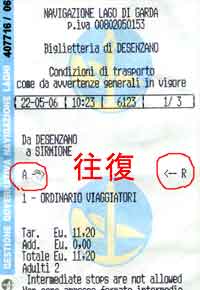 407716 / 06
GESTIONE GOVERNATIVA NAVIGAZIONE LAGHI
NAVIGAZIONE LAGO DI GARDA
p.iva 00802050153
Biglietteria di DESENZANO
Condizioni di trasporto
come da avvertenze generali in vigore
22-05-06 10:23 6123 1/ 3
Da DESENZANO
a SIRMIONE
往復
A -> <-- R
1 - ORDINARIO VIAGGIATORI
Tar. Eu. 11,20
Add. Eu. 0,00
Totale Eu. 11,20
Adulti 2
Intermediate stops are not allowed